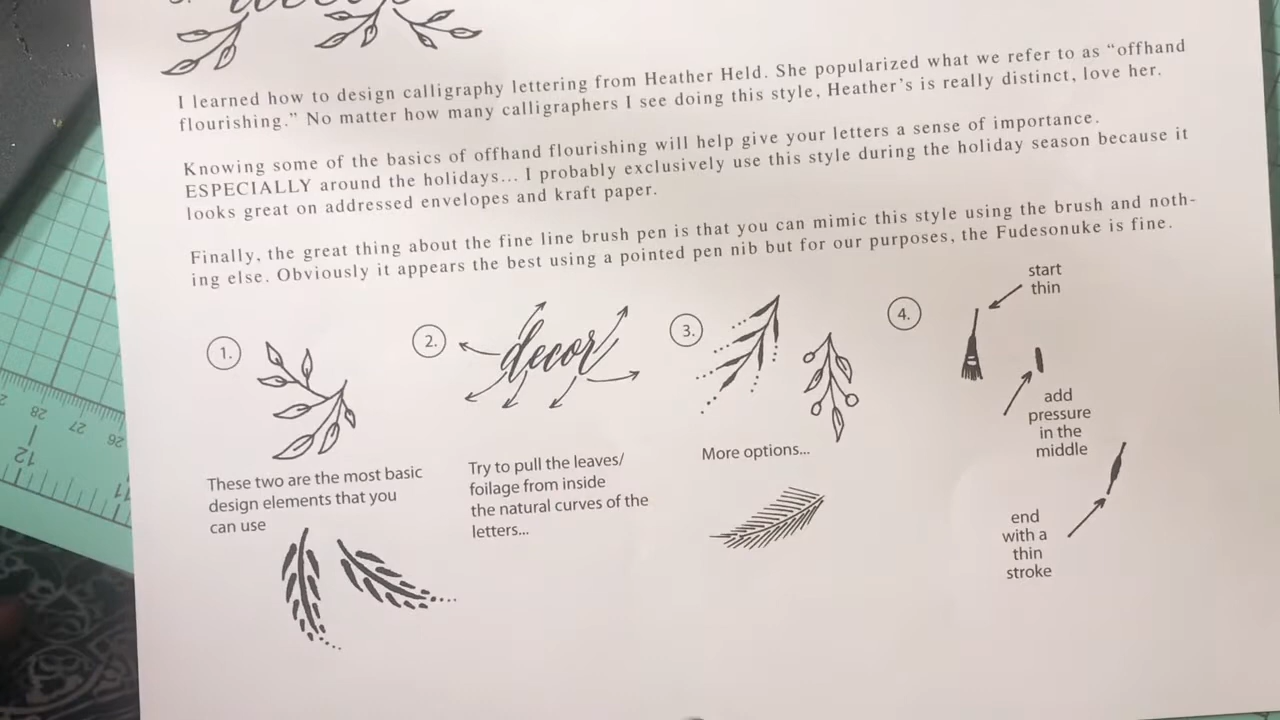 I learned how to design calligraphy lettering from Heather Held. She popularized what we refer to as “offhand
flourishing.” No matter how many calligraphers I see doing this style, Heather’s is really distinct, love her.
Knowing some of the basics of offhand flourishing will help give your letters a sense of importance.
ESPECIALLY around the holidays... I probably exclusively use this style during the holiday season because it
looks great on addressed envelopes and kraft paper.
Finally, the great thing about the fine line brush pen is that you can mimic this style using the brush and noth-
ing else. Obviously it appears the best using a pointed pen nib but for our purposes, the Fudesonuke is fine.
1.
These two are the most basic
design elements that you
can use
2.
decor
Try to pull the leaves/
foilage from inside
the natural curves of the
letters...
3.
More options...
4.
start
thin
add
pressure
in the
middle
end
with a
thin
stroke
28
27
26
12
11